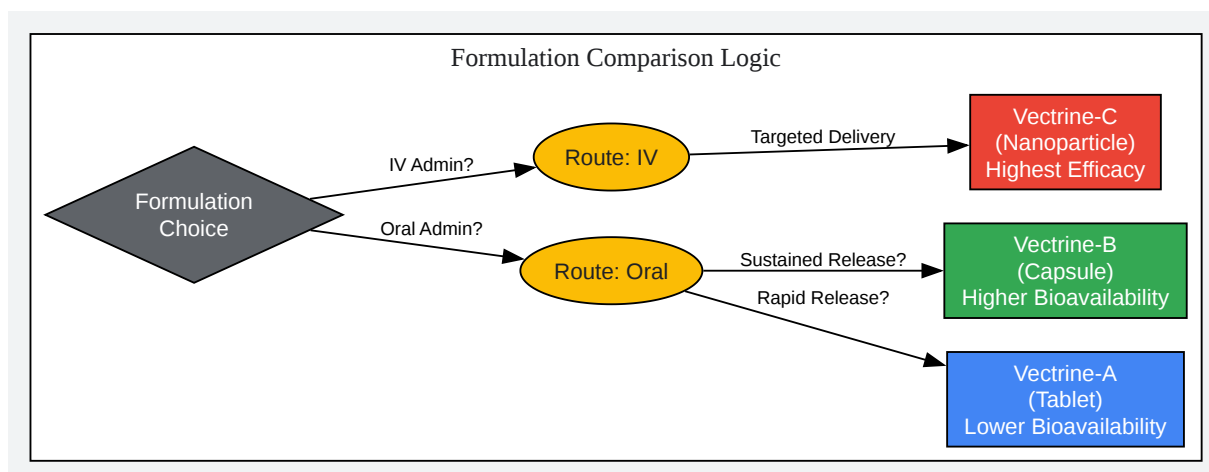 Formulation Comparison Logic
Formulation
Choice
IV Admin?
Oral Admin?
Route: IV
Route: Oral
Targeted Delivery
Sustained Release?
Rapid Release?
Vectrine-C
(Nanoparticle)
Highest Efficacy
Vectrine-B
(Capsule)
Higher Bioavailability
Vectrine-A
(Tablet)
Lower Bioavailability